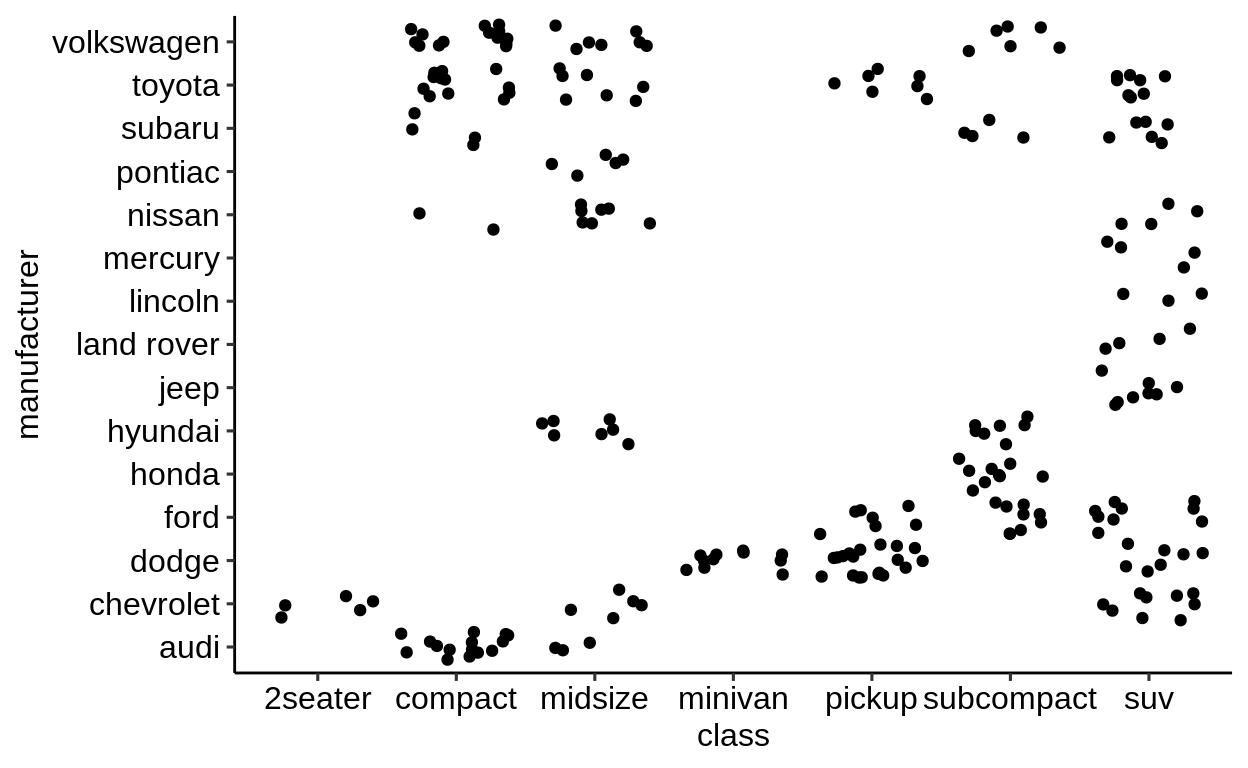 volkswagen
toyota
subaru
pontiac
nissan
mercury
lincoln
land rover
jeep
hyundai
honda
ford
dodge
chevrolet
audi
manufacturer
2seater compact midsize minivan pickup subcompact suv
class